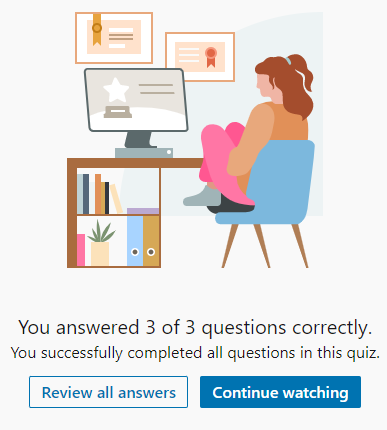 You answered 3 of 3 questions correctly.
You successfully completed all questions in this quiz.
Review all answers
Continue watching